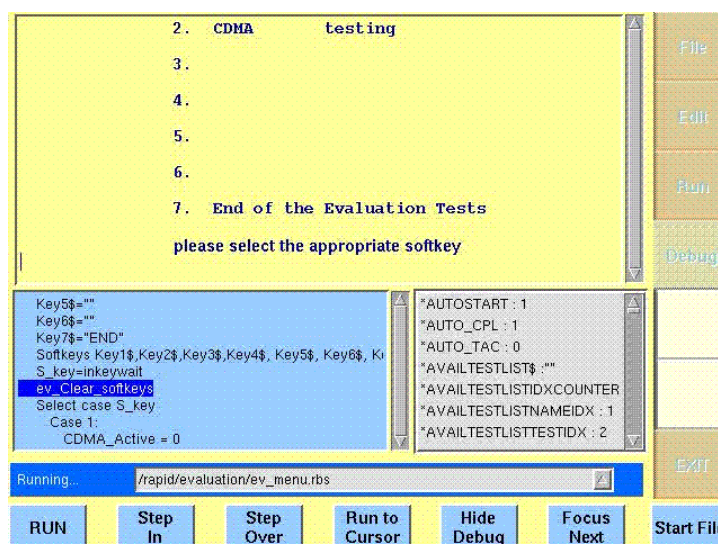 2. CDMA testing
3.
4.
5.
6.
7. End of the Evaluation Tests
please select the appropriate softkey
Key5$=""
Key6$=""
Key7$="END"
Softkeys Key1$,Key2$,Key3$,Key4$, Key5$, Key6$, K
S_key=inkeywait
ev_Clear_softkeys
Select case S_key
Case 1:
CDMA_Active = 0
*AUTOSTART : 1
*AUTO_CPL : 1
*AUTO_TAC : 0
*AVAILTESTLIST$ :""
*AVAILTESTLISTIDXCOUNTER
*AVAILTESTLISTNAMEIDX : 1
*AVAILTESTLISTTESTIDX : 2
File
Edit
Run
Debug
EXIT
Running...
/rapid/evaluation/ev_menu.rbs
RUN
Step In
Step Over
Run to Cursor
Hide Debug
Focus Next
Start Fil